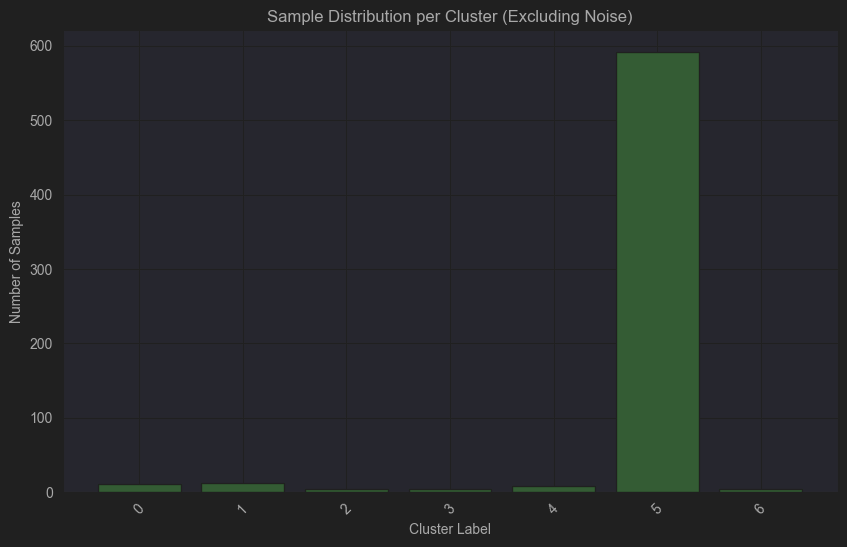 Sample Distribution per Cluster (Excluding Noise)
600
500
400
300
200
100
0
Number of Samples
0 1 2 3 4 5 6
Cluster Label